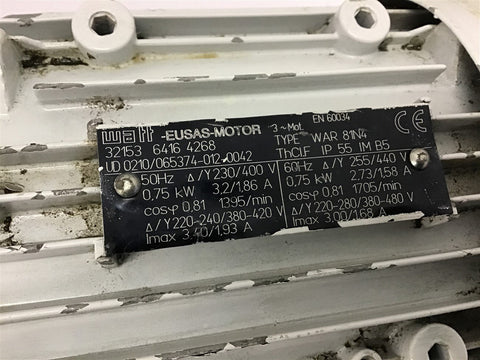 watt -EUSAS-MOTOR 3~Mot. EN 60034
32153 6416 4268 TYPE WAR 81N4 CE
UD 0210/065374-012 0042 ThCl.F IP 55 IM B5
50Hz Δ/Y 230/400 V
0,75 kW 3,2/1,86 A
cosφ 0,81 1395/min
Δ/Y 220-240/380-420 V
Imax 3,40/1,93 A
60Hz Δ/Y 255/440 V
0,75 kW 2,73/1,58 A
cosφ 0,81 1705/min
Δ/Y 220-280/380-480 V
Imax 3,00/1,68 A